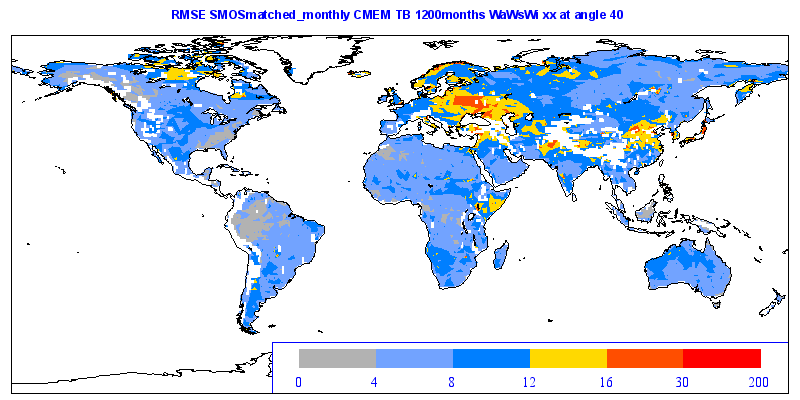 RMSE SMOSmatched_monthly CMEM TB 1200months WaWsWi xx at angle 40
0 4 8 12 16 30 200